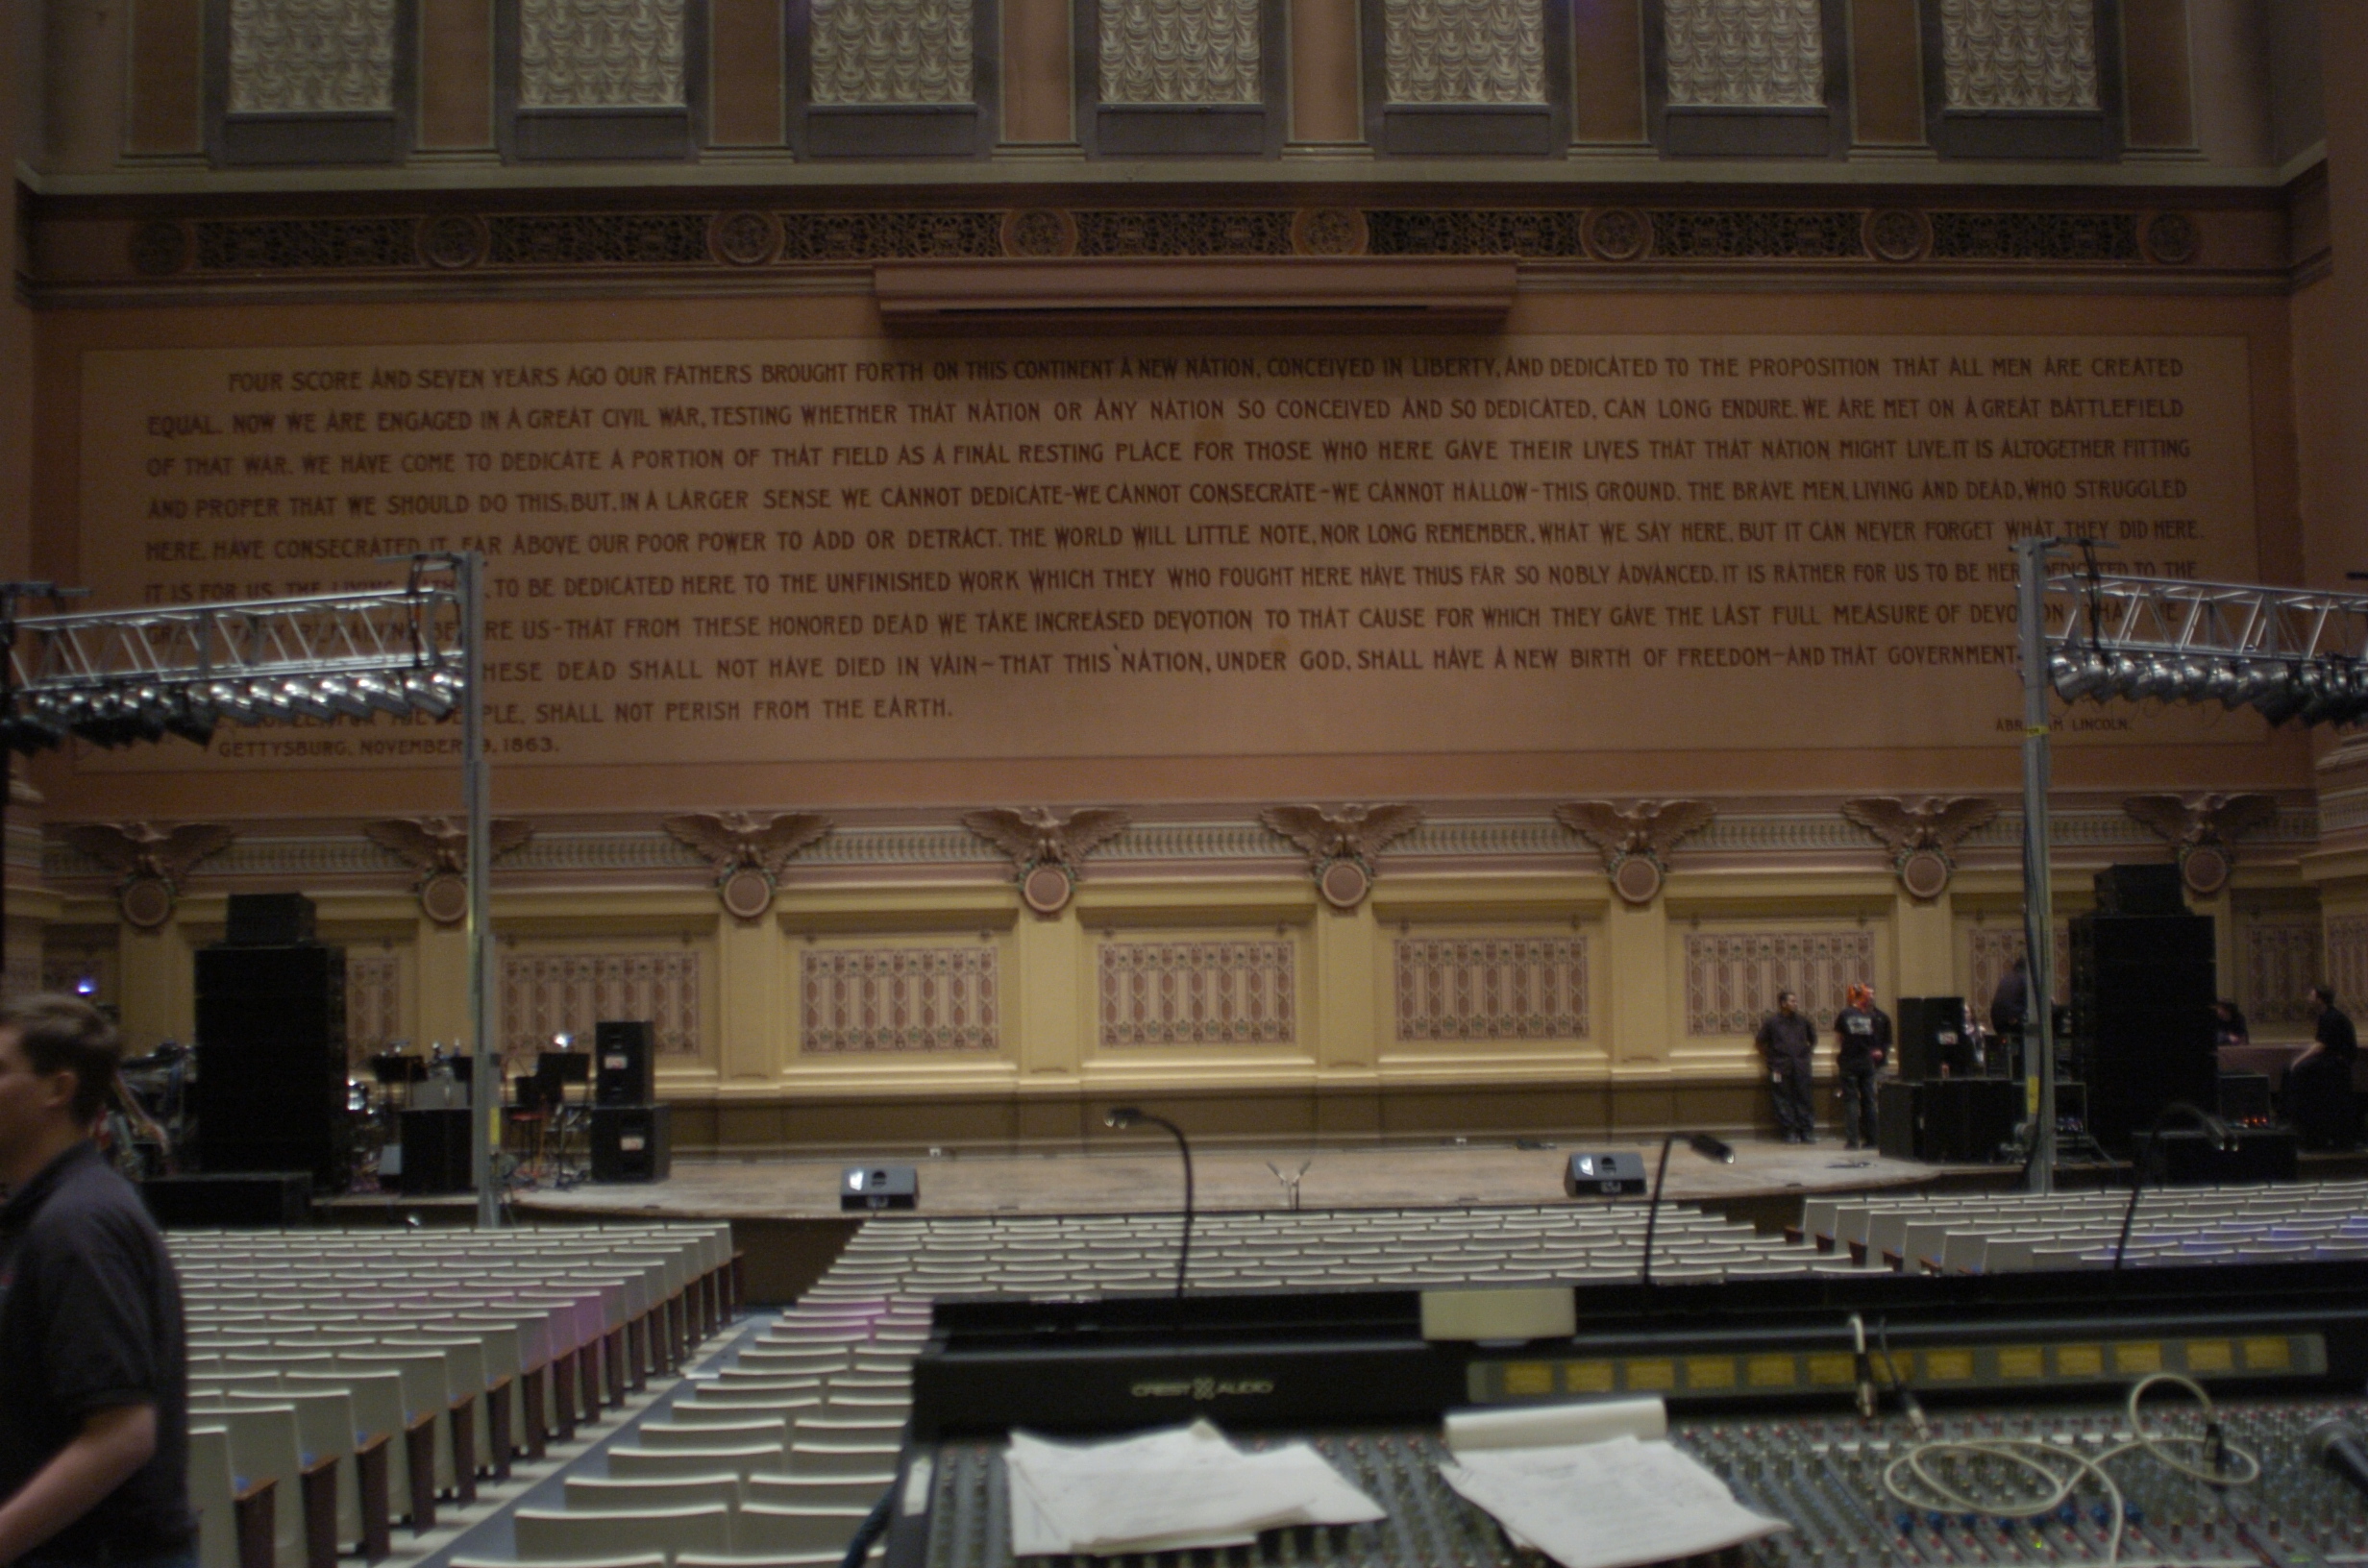 FOUR SCORE AND SEVEN YEARS AGO OUR FATHERS BROUGHT FORTH ON THIS CONTINENT A NEW NATION, CONCEIVED IN LIBERTY, AND DEDICATED TO THE PROPOSITION THAT ALL MEN ARE CREATED
EQUAL. NOW WE ARE ENGAGED IN A GREAT CIVIL WAR, TESTING WHETHER THAT NATION OR ANY NATION SO CONCEIVED AND SO DEDICATED, CAN LONG ENDURE. WE ARE MET ON A GREAT BATTLEFIELD
OF THAT WAR. WE HAVE COME TO DEDICATE A PORTION OF THAT FIELD AS A FINAL RESTING PLACE FOR THOSE WHO HERE GAVE THEIR LIVES THAT THAT NATION MIGHT LIVE. IT IS ALTOGETHER FITTING
AND PROPER THAT WE SHOULD DO THIS. BUT, IN A LARGER SENSE WE CANNOT DEDICATE-WE CANNOT CONSECRATE-WE CANNOT HALLOW-THIS GROUND. THE BRAVE MEN, LIVING AND DEAD, WHO STRUGGLED
HERE, HAVE CONSECRATED IT, FAR ABOVE OUR POOR POWER TO ADD OR DETRACT. THE WORLD WILL LITTLE NOTE, NOR LONG REMEMBER, WHAT WE SAY HERE, BUT IT CAN NEVER FORGET WHAT THEY DID HERE.
IT IS FOR US, THE LIVING, TO BE DEDICATED HERE TO THE UNFINISHED WORK WHICH THEY WHO FOUGHT HERE HAVE THUS FAR SO NOBLY ADVANCED. IT IS RATHER FOR US TO BE HERE DEDICATED TO THE
US-THAT FROM THESE HONORED DEAD WE TAKE INCREASED DEVOTION TO THAT CAUSE FOR WHICH THEY GAVE THE LAST FULL MEASURE OF DEVOTION
THESE DEAD SHALL NOT HAVE DIED IN VAIN-THAT THIS NATION, UNDER GOD, SHALL HAVE A NEW BIRTH OF FREEDOM-AND THAT GOVERNMENT
SHALL NOT PERISH FROM THE EARTH.
ABRAHAM LINCOLN.
GETTYSBURG, NOVEMBER 1863.
CREST AUDIO